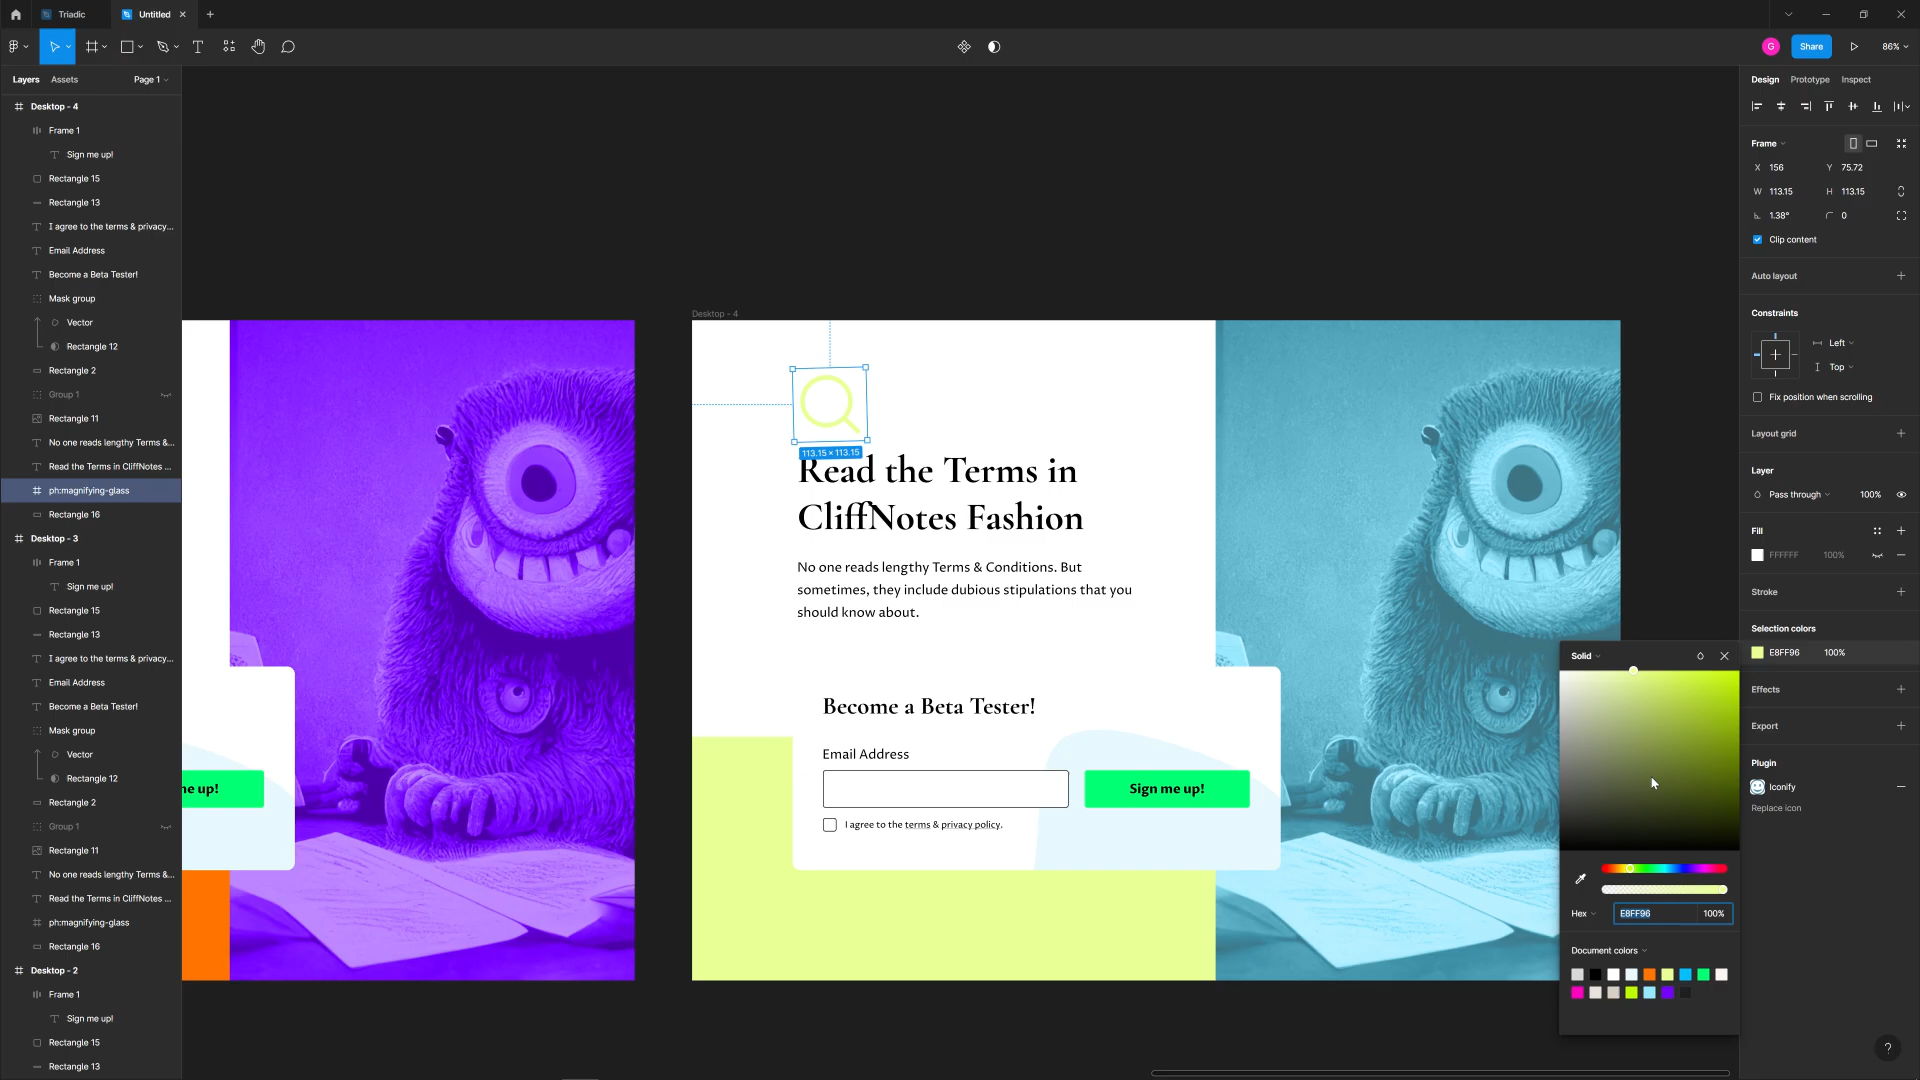 Triadic
Untitled
G
Share
86%
Layers
Assets
Page 1
Desktop - 4
Frame 1
Sign me up!
Rectangle 15
Rectangle 13
I agree to the terms & privacy...
Email Address
Become a Beta Tester!
Mask group
Vector
Rectangle 12
Rectangle 2
Group 1
Rectangle 11
No one reads lengthy Terms &...
Read the Terms in CliffNotes ...
ph:magnifying-glass
Rectangle 16
Desktop - 3
Frame 1
Sign me up!
Rectangle 15
Rectangle 13
I agree to the terms & privacy...
Email Address
Become a Beta Tester!
Mask group
Vector
Rectangle 12
Rectangle 2
Group 1
Rectangle 11
No one reads lengthy Terms &...
Read the Terms in CliffNotes ...
ph:magnifying-glass
Rectangle 16
Desktop - 2
Frame 1
Sign me up!
Rectangle 15
Rectangle 13
me up!
Desktop - 4
113.15 × 113.15
Read the Terms in
CliffNotes Fashion
No one reads lengthy Terms & Conditions. But
sometimes, they include dubious stipulations that you
should know about.
Become a Beta Tester!
Email Address
Sign me up!
I agree to the terms & privacy policy.
Design
Prototype
Inspect
Frame
X 156
Y 75.72
W 113.15
H 113.15
1.38°
0
Clip content
Auto layout
Constraints
Left
Top
Fix position when scrolling
Layout grid
Layer
Pass through
100%
Fill
FFFFFF
100%
Stroke
Selection colors
E8FF96
100%
Effects
Export
Plugin
Iconify
Replace icon
Solid
Hex
E8FF96
100%
Document colors
?